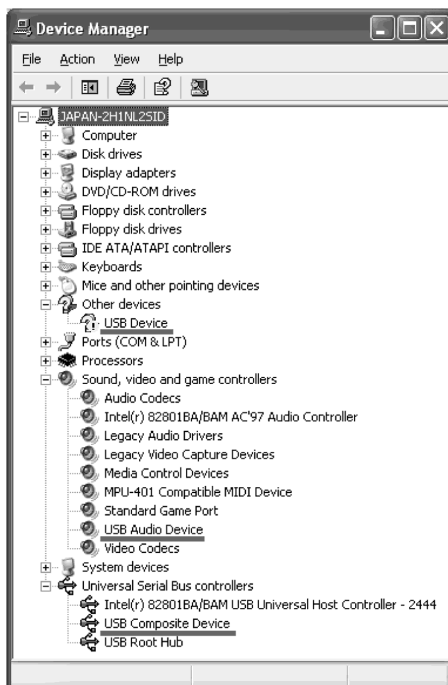 Device Manager
File Action View Help
JAPAN-2H1NL2SID
Computer
Disk drives
Display adapters
DVD/CD-ROM drives
Floppy disk controllers
Floppy disk drives
IDE ATA/ATAPI controllers
Keyboards
Mice and other pointing devices
Other devices
USB Device
Ports (COM & LPT)
Processors
Sound, video and game controllers
Audio Codecs
Intel(r) 82801BA/BAM AC'97 Audio Controller
Legacy Audio Drivers
Legacy Video Capture Devices
Media Control Devices
MPU-401 Compatible MIDI Device
Standard Game Port
USB Audio Device
Video Codecs
System devices
Universal Serial Bus controllers
Intel(r) 82801BA/BAM USB Universal Host Controller - 2444
USB Composite Device
USB Root Hub